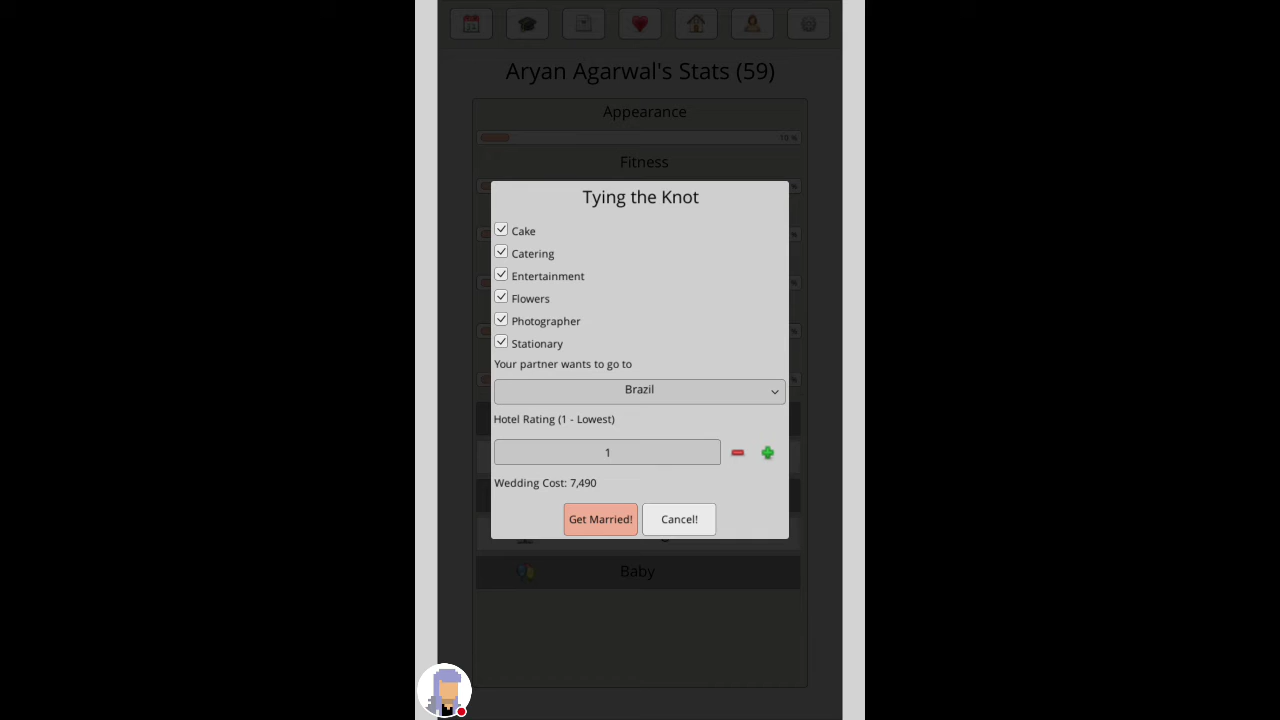 Aryan Agarwal's Stats (59)
Appearance
Fitness
Tying the Knot
Cake
Catering
Entertainment
Flowers
Photographer
Stationary
Your partner wants to go to
Brazil
Hotel Rating (1 - Lowest)
1
Wedding Cost: 7,490
Get Married!
Cancel!
Baby